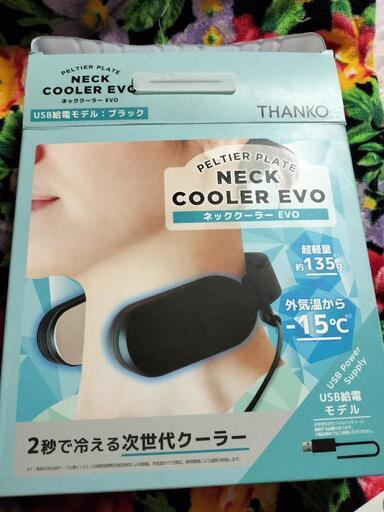 PELTIER PLATE
NECK
COOLER EVO
ネッククーラー EVO
USB給電モデル：ブラック
THANKO
PELTIER PLATE
NECK
COOLER EVO
ネッククーラー EVO
超軽量
約135g
外気温から
-15℃
USB Power
Supply
USB給電
モデル
2秒で冷える次世代クーラー